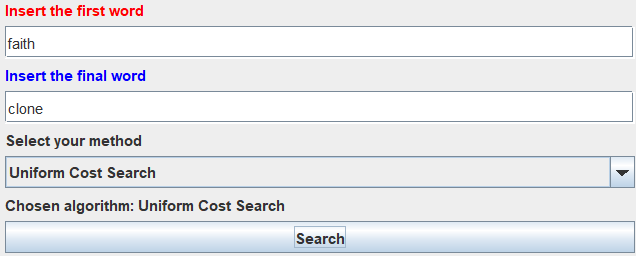 Insert the first word
faith
Insert the final word
clone
Select your method
Uniform Cost Search
Chosen algorithm: Uniform Cost Search
Search